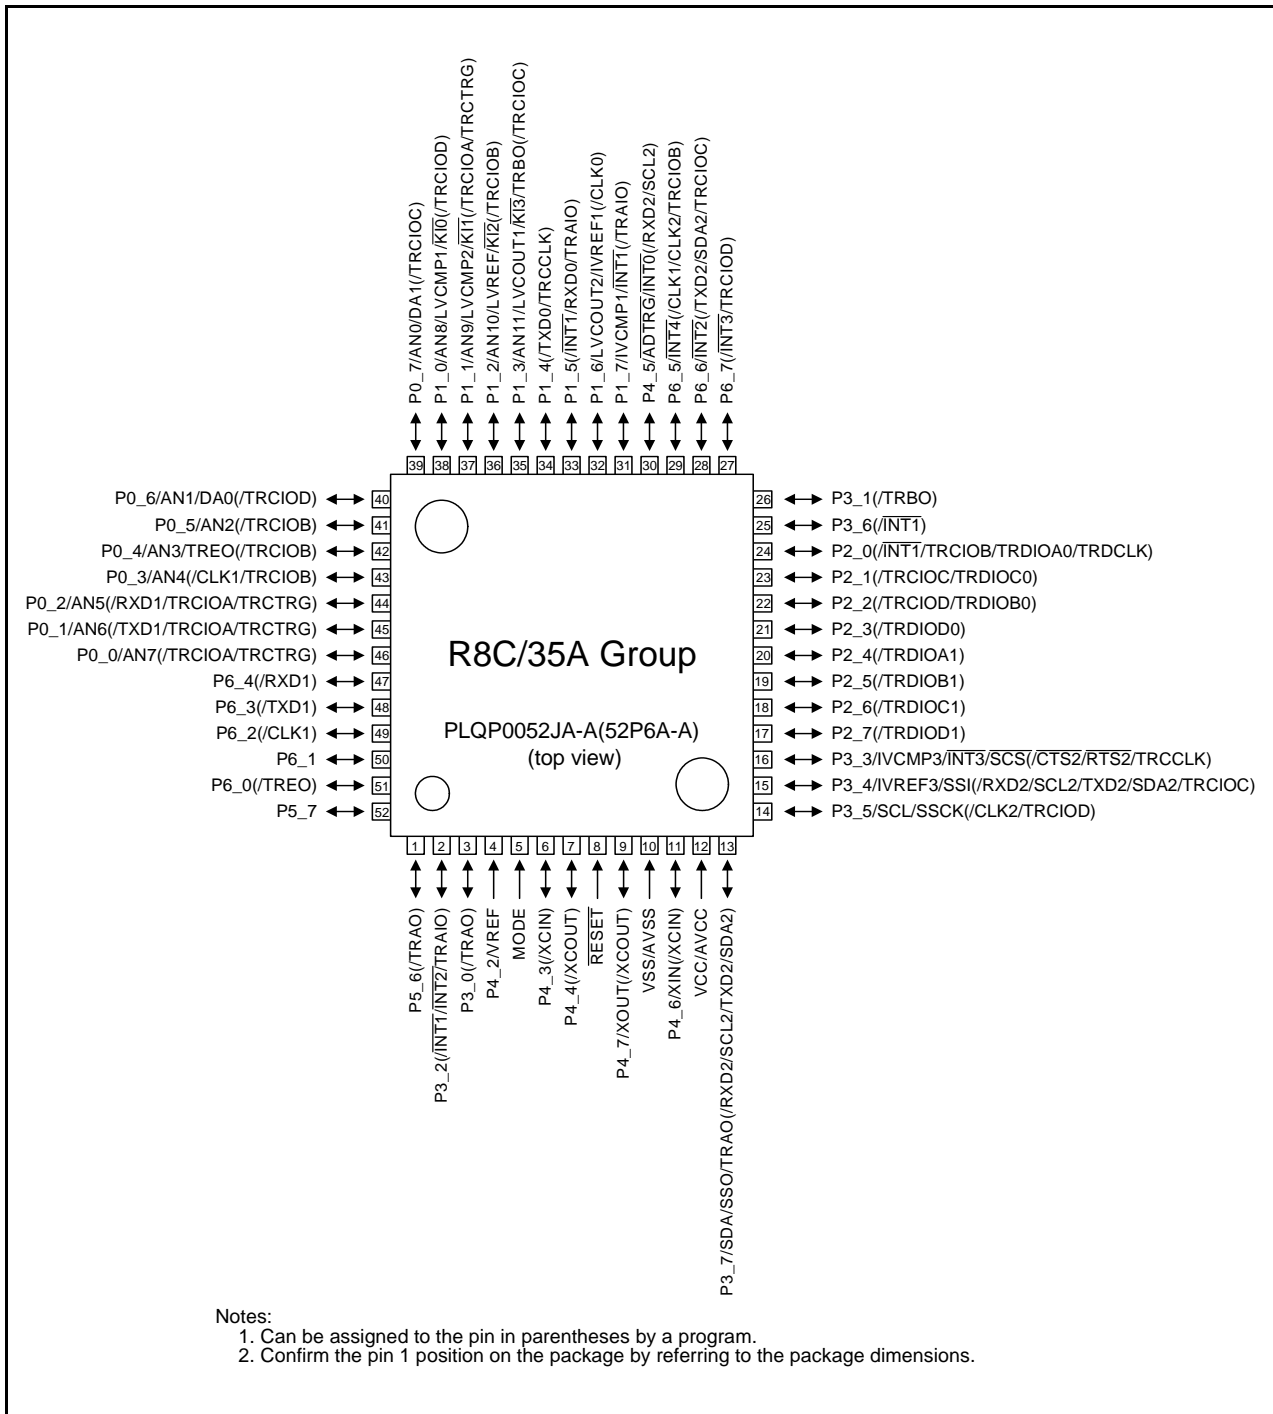 P0_7/AN0/DA1(/TRCIOC)
P1_0/AN8/LVCMP1/KI0(/TRCIOD)
P1_1/AN9/LVCMP2/KI1(/TRCIOA/TRCTRG)
P1_2/AN10/LVREF/KI2(/TRCIOB)
P1_3/AN11/LVCOUT1/KI3/TRBO(/TRCIOC)
P1_4(/TXD0/TRCCLK)
P1_5(/INT1/RXD0/TRAIO)
P1_6/LVCOUT2/IVREF1(/CLK0)
P1_7/IVCMP1/INT1(/TRAIO)
P4_5/ADTRG/INT0(/RXD2/SCL2)
P6_5/INT4(/CLK1/CLK2/TRCIOB)
P6_6/INT2(/TXD2/SDA2/TRCIOC)
P6_7(/INT3/TRCIOD)
39 38 37 36 35 34 33 32 31 30 29 28 27
P0_6/AN1/DA0(/TRCIOD) 40
P0_5/AN2(/TRCIOB) 41
P0_4/AN3/TREO(/TRCIOB) 42
P0_3/AN4(/CLK1/TRCIOB) 43
P0_2/AN5(/RXD1/TRCIOA/TRCTRG) 44
P0_1/AN6(/TXD1/TRCIOA/TRCTRG) 45
P0_0/AN7(/TRCIOA/TRCTRG) 46
P6_4(/RXD1) 47
P6_3(/TXD1) 48
P6_2(/CLK1) 49
P6_1 50
P6_0(/TREO) 51
P5_7 52
R8C/35A Group
PLQP0052JA-A(52P6A-A)
(top view)
26 P3_1(/TRBO)
25 P3_6(/INT1)
24 P2_0(/INT1/TRCIOB/TRDIOA0/TRDCLK)
23 P2_1(/TRCIOC/TRDIOC0)
22 P2_2(/TRCIOD/TRDIOB0)
21 P2_3(/TRDIOD0)
20 P2_4(/TRDIOA1)
19 P2_5(/TRDIOB1)
18 P2_6(/TRDIOC1)
17 P2_7(/TRDIOD1)
16 P3_3/IVCMP3/INT3/SCS(/CTS2/RTS2/TRCCLK)
15 P3_4/IVREF3/SSI(/RXD2/SCL2/TXD2/SDA2/TRCIOC)
14 P3_5/SCL/SSCK(/CLK2/TRCIOD)
1 2 3 4 5 6 7 8 9 10 11 12 13
P5_6(/TRAO)
P3_2(/INT1/INT2/TRAIO)
P3_0(/TRAO)
P4_2/VREF
MODE
P4_3(/XCIN)
P4_4(/XCOUT)
RESET
P4_7/XOUT(/XCOUT)
VSS/AVSS
P4_6/XIN(/XCIN)
VCC/AVCC
P3_7/SDA/SSO/TRAO(/RXD2/SCL2/TXD2/SDA2)
Notes:
1. Can be assigned to the pin in parentheses by a program.
2. Confirm the pin 1 position on the package by referring to the package dimensions.